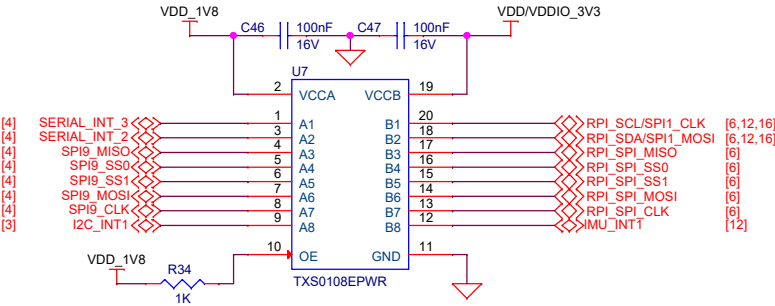 VDD_1V8 C46 100nF 16V C47 100nF 16V VDD/VDDIO_3V3
U7
2 VCCA VCCB 19
[4] SERIAL_INT_3 1 A1 B1 20 RPI_SCL/SPI1_CLK [6,12,16]
[4] SERIAL_INT_2 3 A2 B2 18 RPI_SDA/SPI1_MOSI [6,12,16]
[4] SPI9_MISO 4 A3 B3 17 RPI_SPI_MISO [6]
[4] SPI9_SS0 5 A4 B4 16 RPI_SPI_SS0 [6]
[4] SPI9_SS1 6 A5 B5 15 RPI_SPI_SS1 [6]
[4] SPI9_MOSI 7 A6 B6 14 RPI_SPI_MOSI [6]
[4] SPI9_CLK 8 A7 B7 13 RPI_SPI_CLK [6]
[3] I2C_INT1 9 A8 B8 12 IMU_INT1 [12]
10 OE GND 11
VDD_1V8
R34
1K
TXS0108EPWR